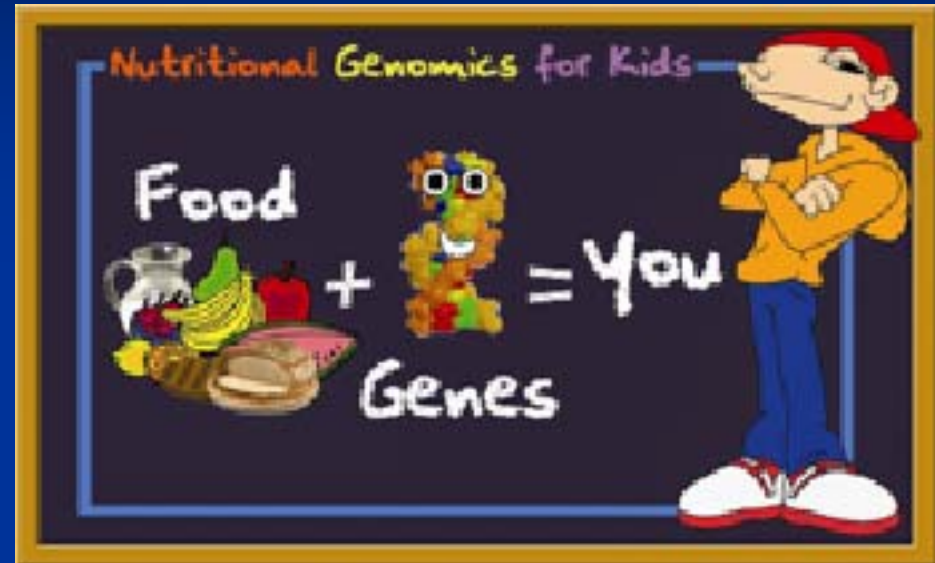 Nutritional Genomics for Kids
Food
+ = You
Genes